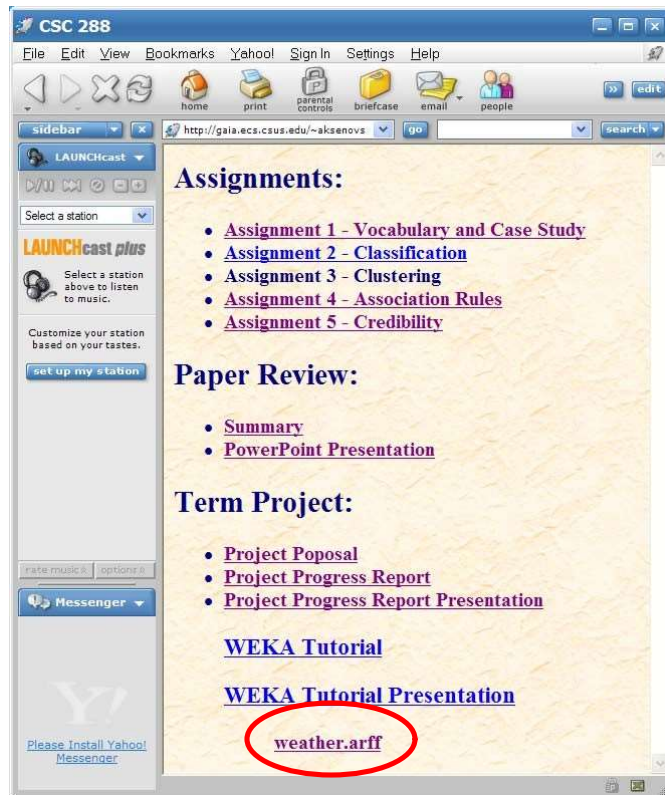 CSC 288
File Edit View Bookmarks Yahoo! Sign In Settings Help
home print parental controls briefcase email people » edit
sidebar http://gaia.ecs.csus.edu/~aksenovs go search
LAUNCHcast
Select a station
LAUNCHcast plus
Select a station
above to listen
to music.
Customize your station
based on your tastes.
set up my station
rate music options
Messenger
Y!
Please Install Yahoo!
Messenger
Assignments:
• Assignment 1 - Vocabulary and Case Study
• Assignment 2 - Classification
• Assignment 3 - Clustering
• Assignment 4 - Association Rules
• Assignment 5 - Credibility
Paper Review:
• Summary
• PowerPoint Presentation
Term Project:
• Project Poposal
• Project Progress Report
• Project Progress Report Presentation
WEKA Tutorial
WEKA Tutorial Presentation
weather.arff